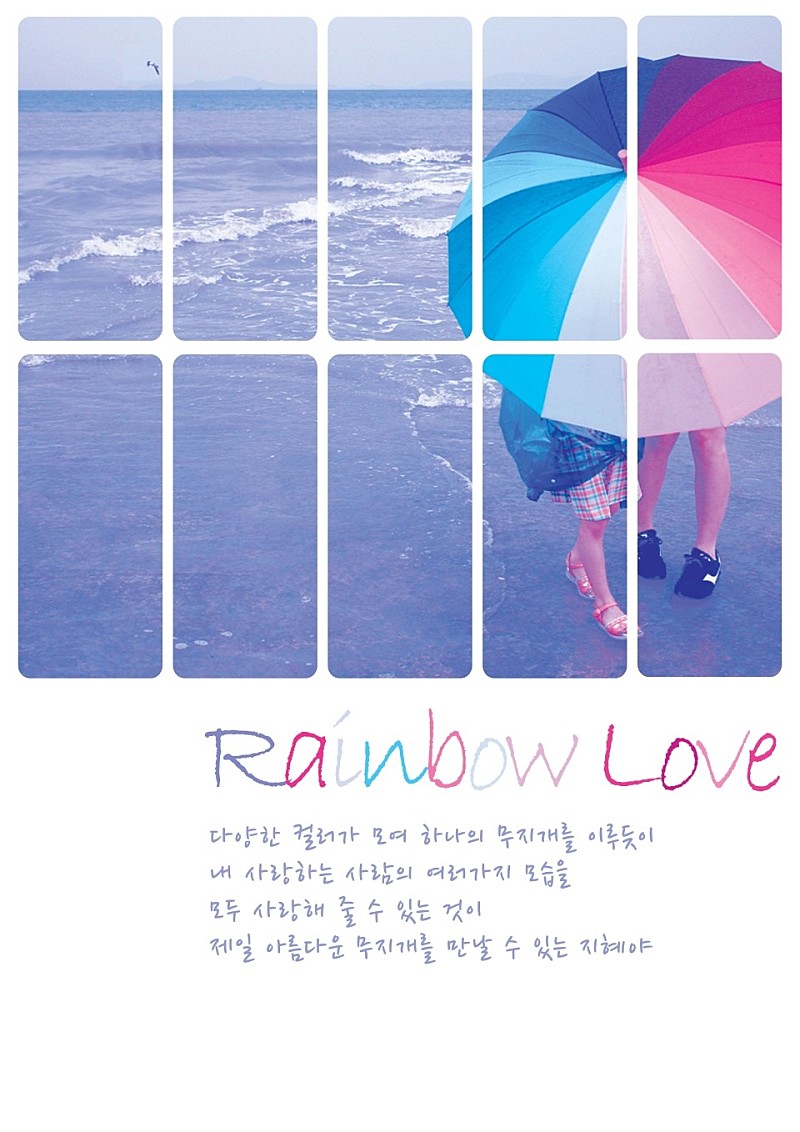 Rainbow Love
다양한 컬러가 모여 하나의 무지개를 이루듯이
내 사랑하는 사람의 여러가지 모습을
모두 사랑해 줄 수 있는 것이
제일 아름다운 무지개를 만날 수 있는 지혜야